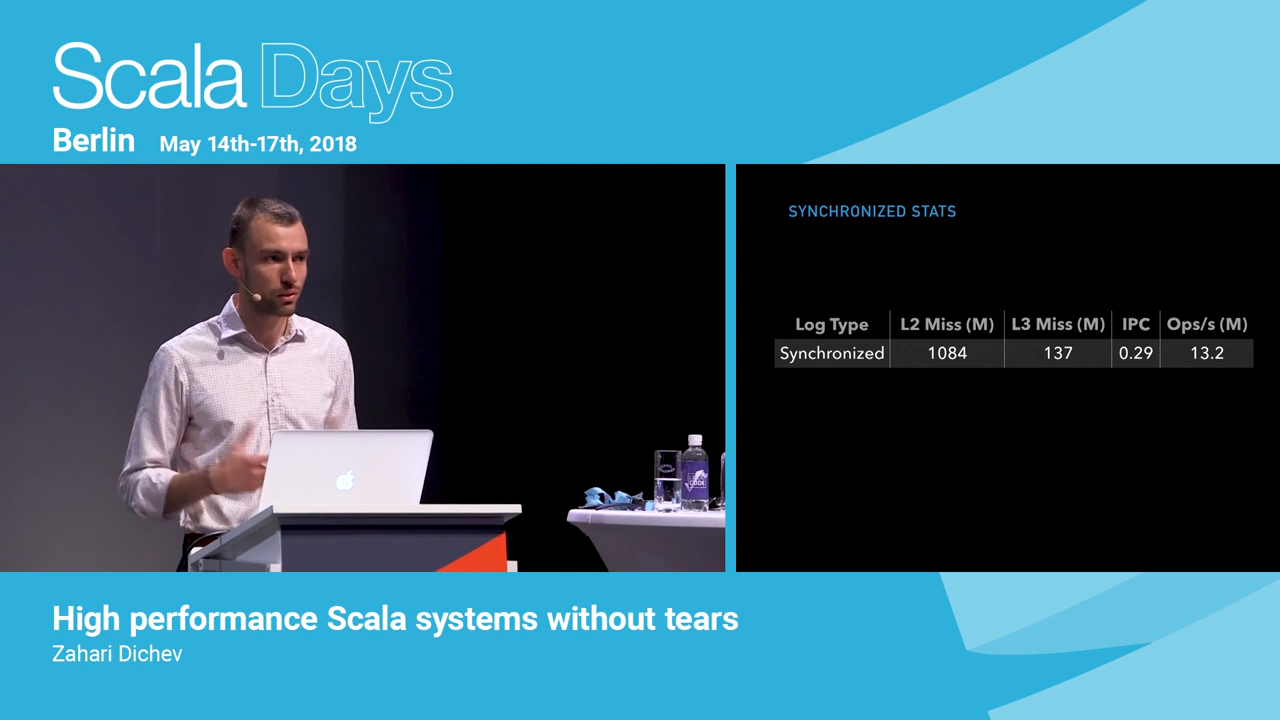 Scala Days
Berlin May 14th-17th, 2018
SYNCHRONIZED STATS
Log Type L2 Miss (M) L3 Miss (M) IPC Ops/s (M)
Synchronized 1084 137 0.29 13.2
CODE
High performance Scala systems without tears
Zahari Dichev